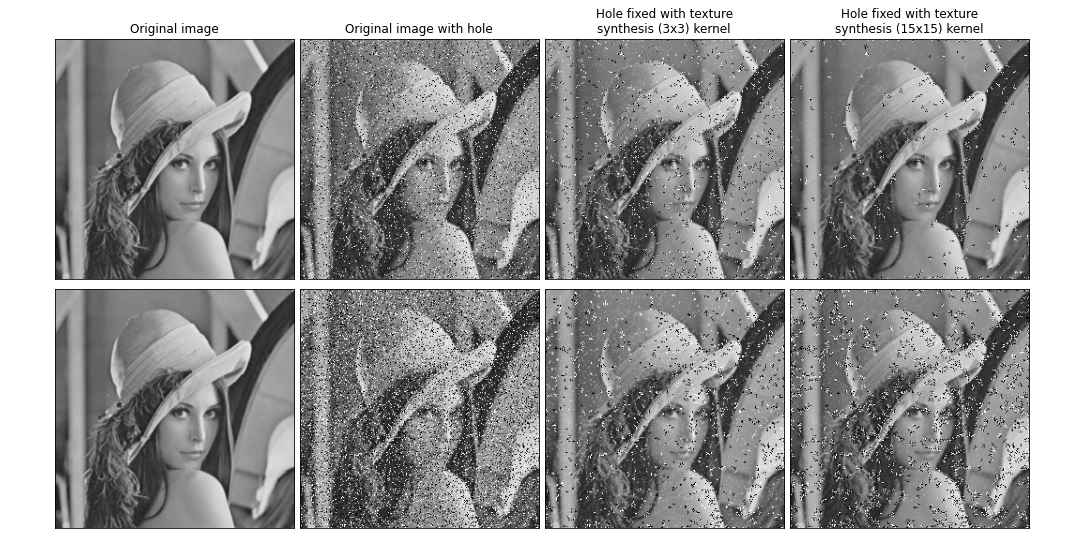 Original image
Original image with hole
Hole fixed with texture
synthesis (3x3) kernel
Hole fixed with texture
synthesis (15x15) kernel